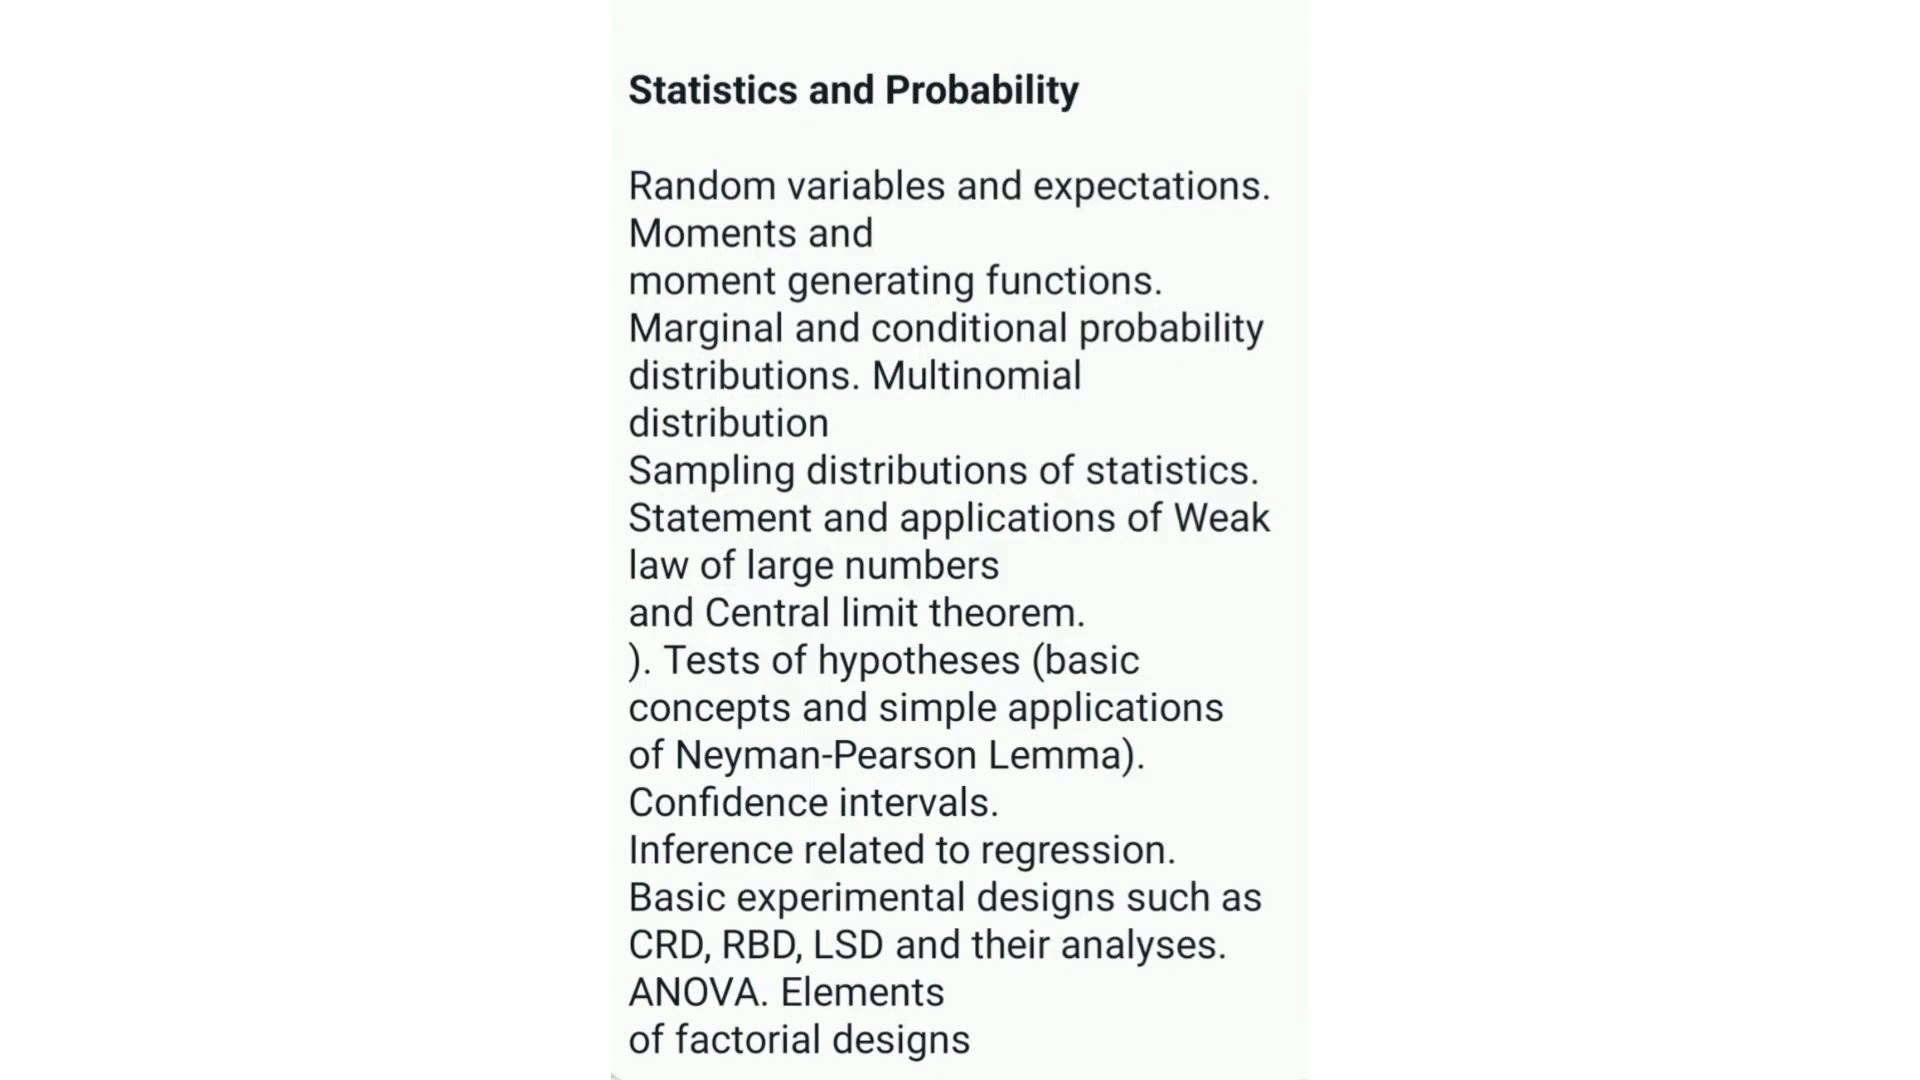 Statistics and Probability
Random variables and expectations.
Moments and
moment generating functions.
Marginal and conditional probability
distributions. Multinomial
distribution
Sampling distributions of statistics.
Statement and applications of Weak
law of large numbers
and Central limit theorem.
). Tests of hypotheses (basic
concepts and simple applications
of Neyman-Pearson Lemma).
Confidence intervals.
Inference related to regression.
Basic experimental designs such as
CRD, RBD, LSD and their analyses.
ANOVA. Elements
of factorial designs